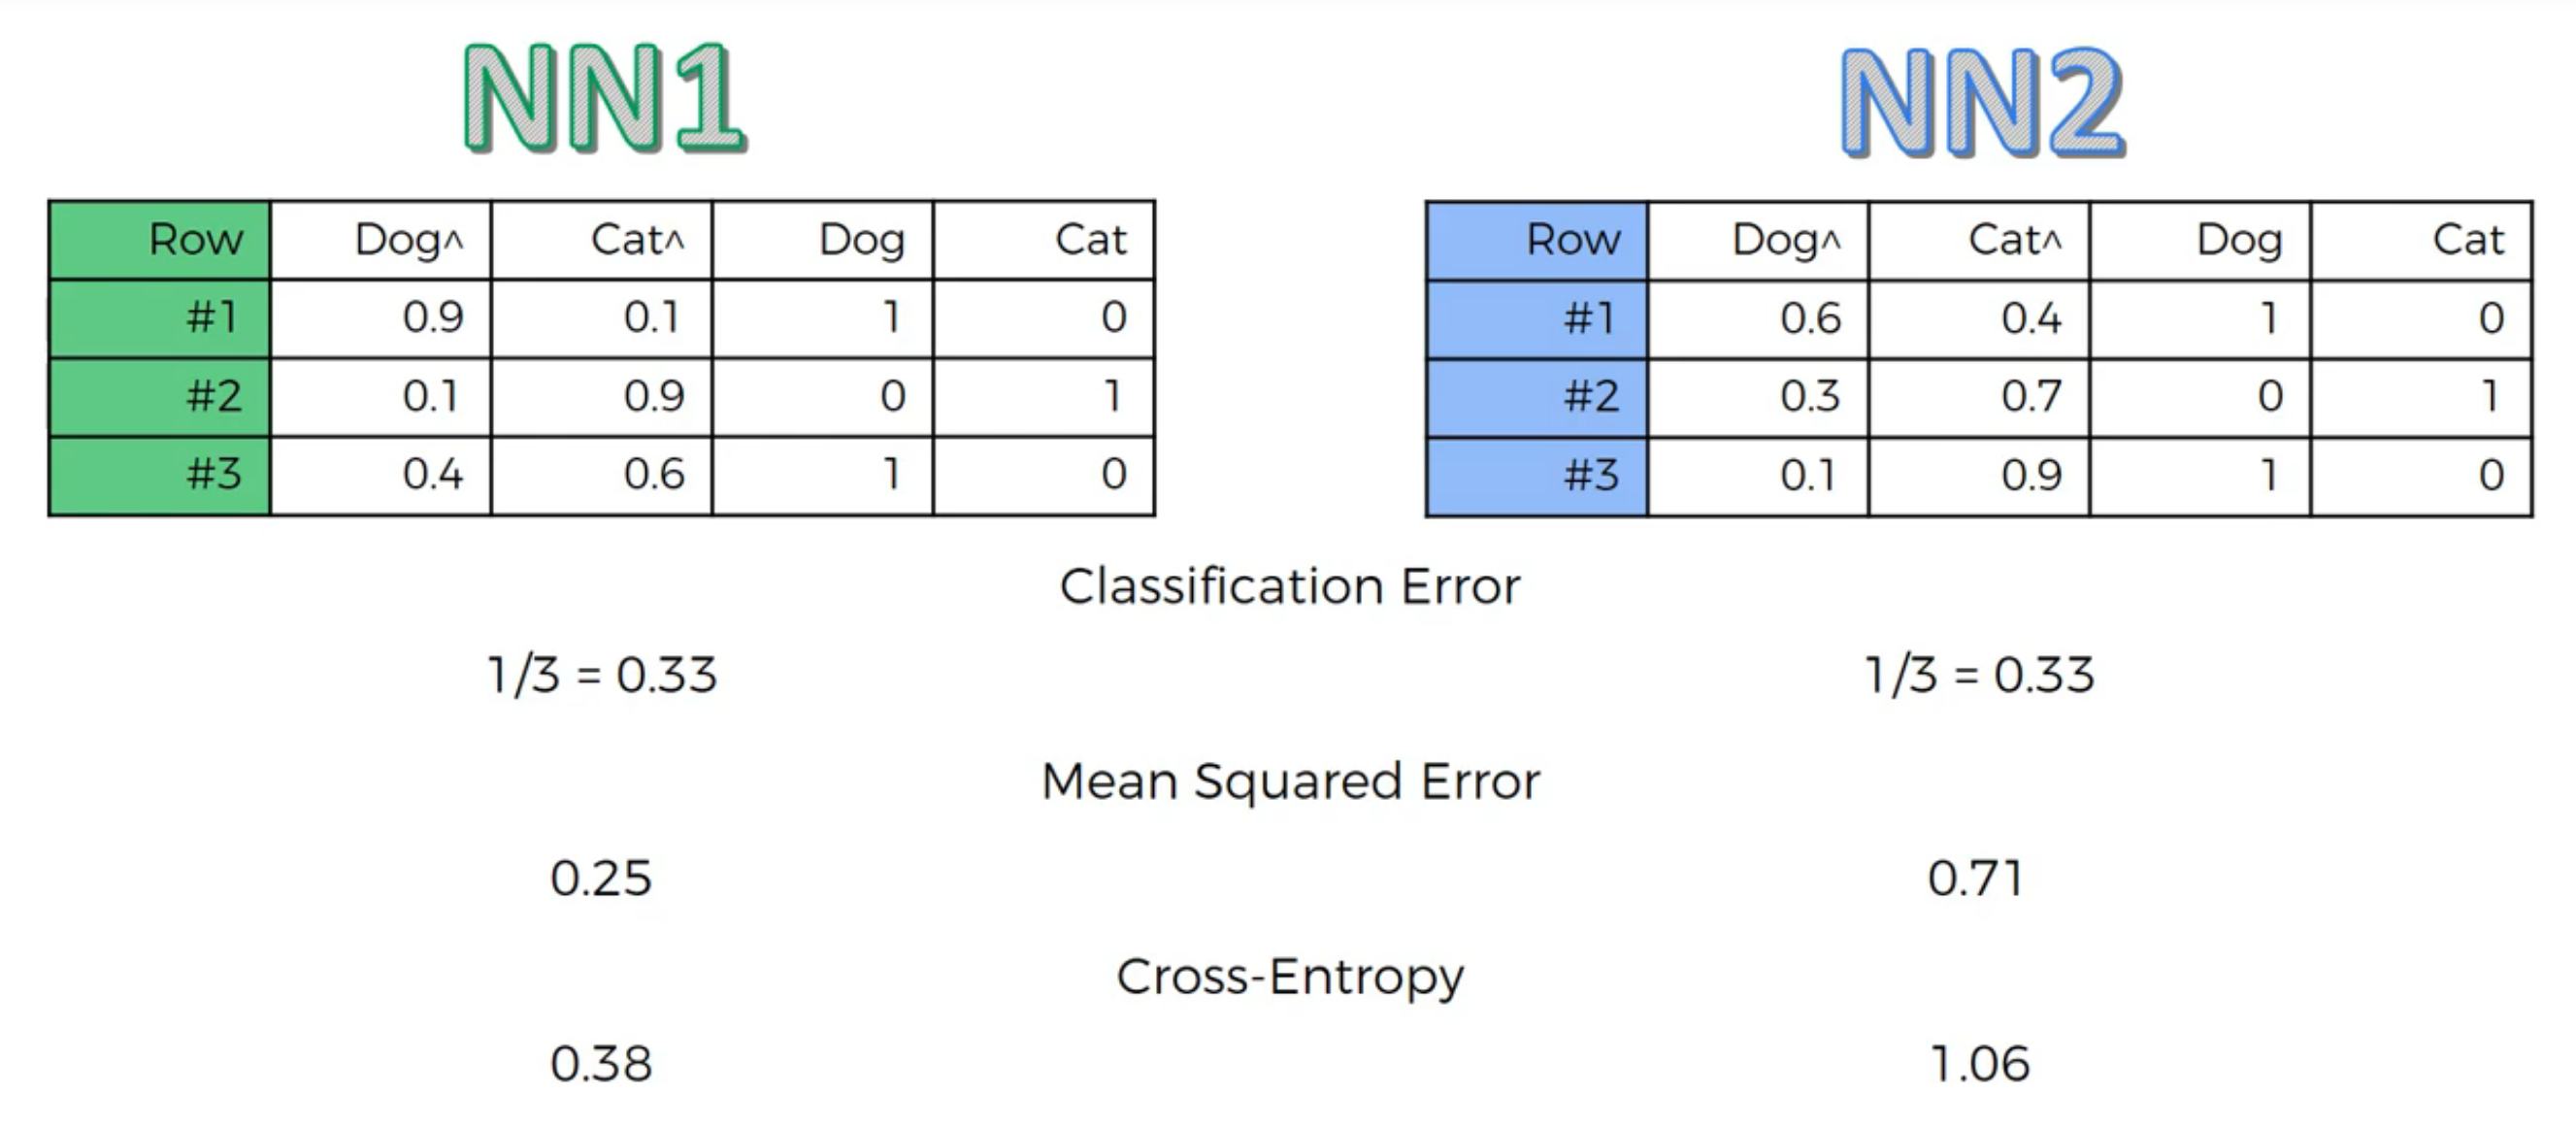 NN1 NN2
Row Dog^ Cat^ Dog Cat Row Dog^ Cat^ Dog Cat
#1 0.9 0.1 1 0 #1 0.6 0.4 1 0
#2 0.1 0.9 0 1 #2 0.3 0.7 0 1
#3 0.4 0.6 1 0 #3 0.1 0.9 1 0
Classification Error
1/3 = 0.33 1/3 = 0.33
Mean Squared Error
0.25 0.71
Cross-Entropy
0.38 1.06